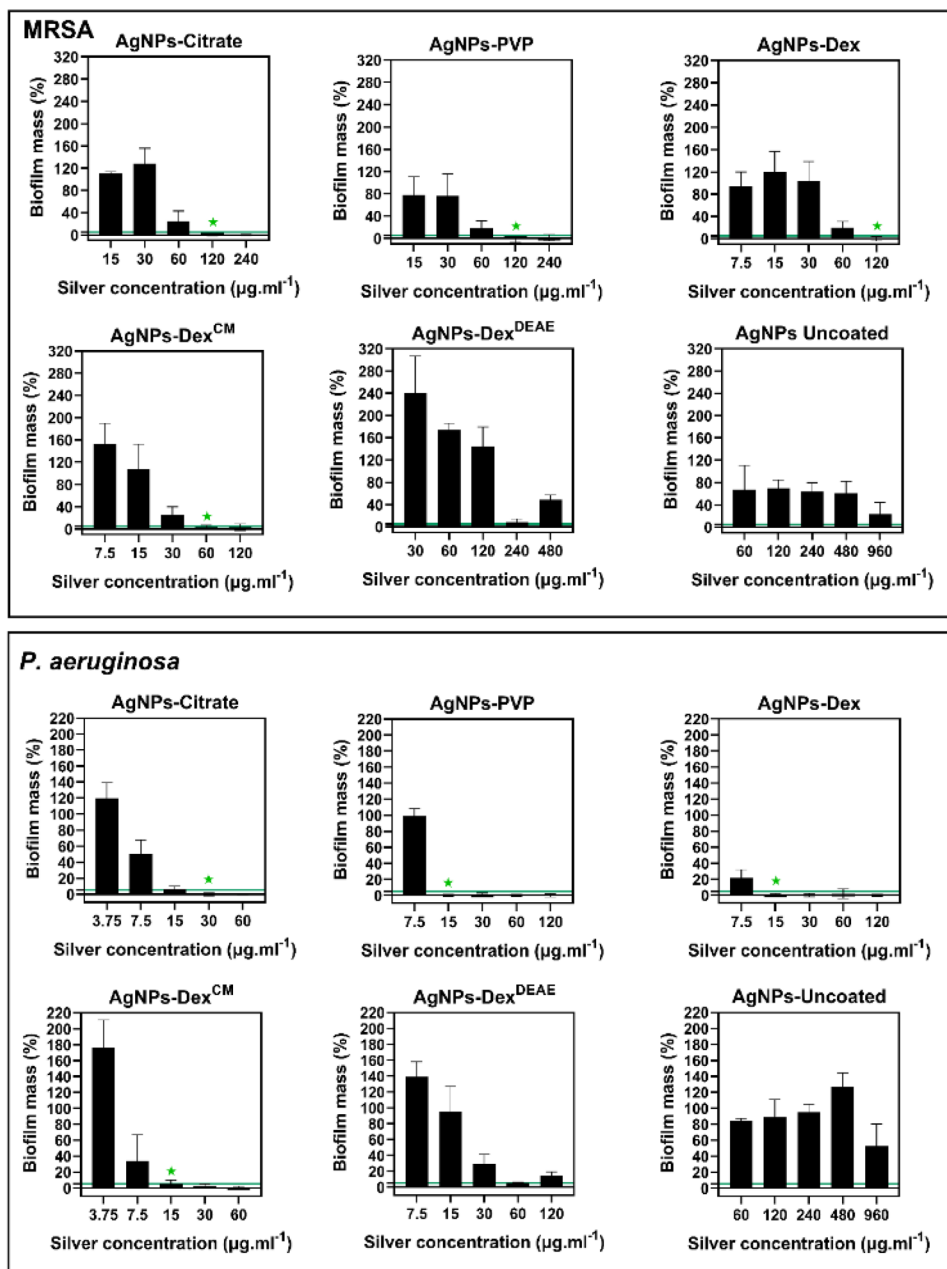 MRSA
AgNPs-Citrate
Biofilm mass (%)
320
280
240
200
160
120
80
40
0
15 30 60 120 240
Silver concentration (µg.ml⁻¹)
AgNPs-PVP
Biofilm mass (%)
320
280
240
200
160
120
80
40
0
15 30 60 120 240
Silver concentration (µg.ml⁻¹)
AgNPs-Dex
Biofilm mass (%)
320
280
240
200
160
120
80
40
0
7.5 15 30 60 120
Silver concentration (µg.ml⁻¹)
AgNPs-Dexᶜᴹ
Biofilm mass (%)
320
280
240
200
160
120
80
40
0
7.5 15 30 60 120
Silver concentration (µg.ml⁻¹)
AgNPs-Dexᴰᴱᴬᴱ
Biofilm mass (%)
320
280
240
200
160
120
80
40
0
30 60 120 240 480
Silver concentration (µg.ml⁻¹)
AgNPs Uncoated
Biofilm mass (%)
320
280
240
200
160
120
80
40
0
60 120 240 480 960
Silver concentration (µg.ml⁻¹)
P. aeruginosa
AgNPs-Citrate
Biofilm mass (%)
220
200
180
160
140
120
100
80
60
40
20
0
3.75 7.5 15 30 60
Silver concentration (µg.ml⁻¹)
AgNPs-PVP
Biofilm mass (%)
220
200
180
160
140
120
100
80
60
40
20
0
7.5 15 30 60 120
Silver concentration (µg.ml⁻¹)
AgNPs-Dex
Biofilm mass (%)
220
200
180
160
140
120
100
80
60
40
20
0
7.5 15 30 60 120
Silver concentration (µg.ml⁻¹)
AgNPs-Dexᶜᴹ
Biofilm mass (%)
220
200
180
160
140
120
100
80
60
40
20
0
3.75 7.5 15 30 60
Silver concentration (µg.ml⁻¹)
AgNPs-Dexᴰᴱᴬᴱ
Biofilm mass (%)
220
200
180
160
140
120
100
80
60
40
20
0
7.5 15 30 60 120
Silver concentration (µg.ml⁻¹)
AgNPs-Uncoated
Biofilm mass (%)
220
200
180
160
140
120
100
80
60
40
20
0
60 120 240 480 960
Silver concentration (µg.ml⁻¹)